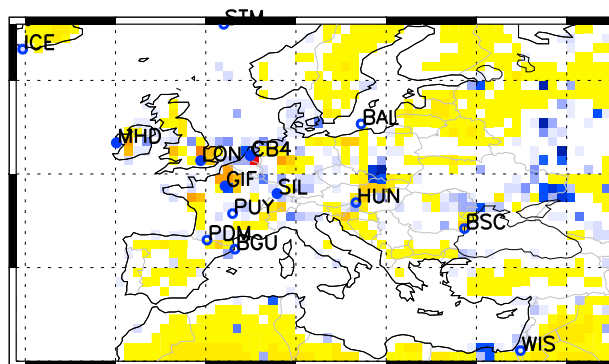 STM
ICE
MHD
BAL
LON
CB4
GIF
SIL
HUN
PUY
BSC
PDM
BGU
WIS